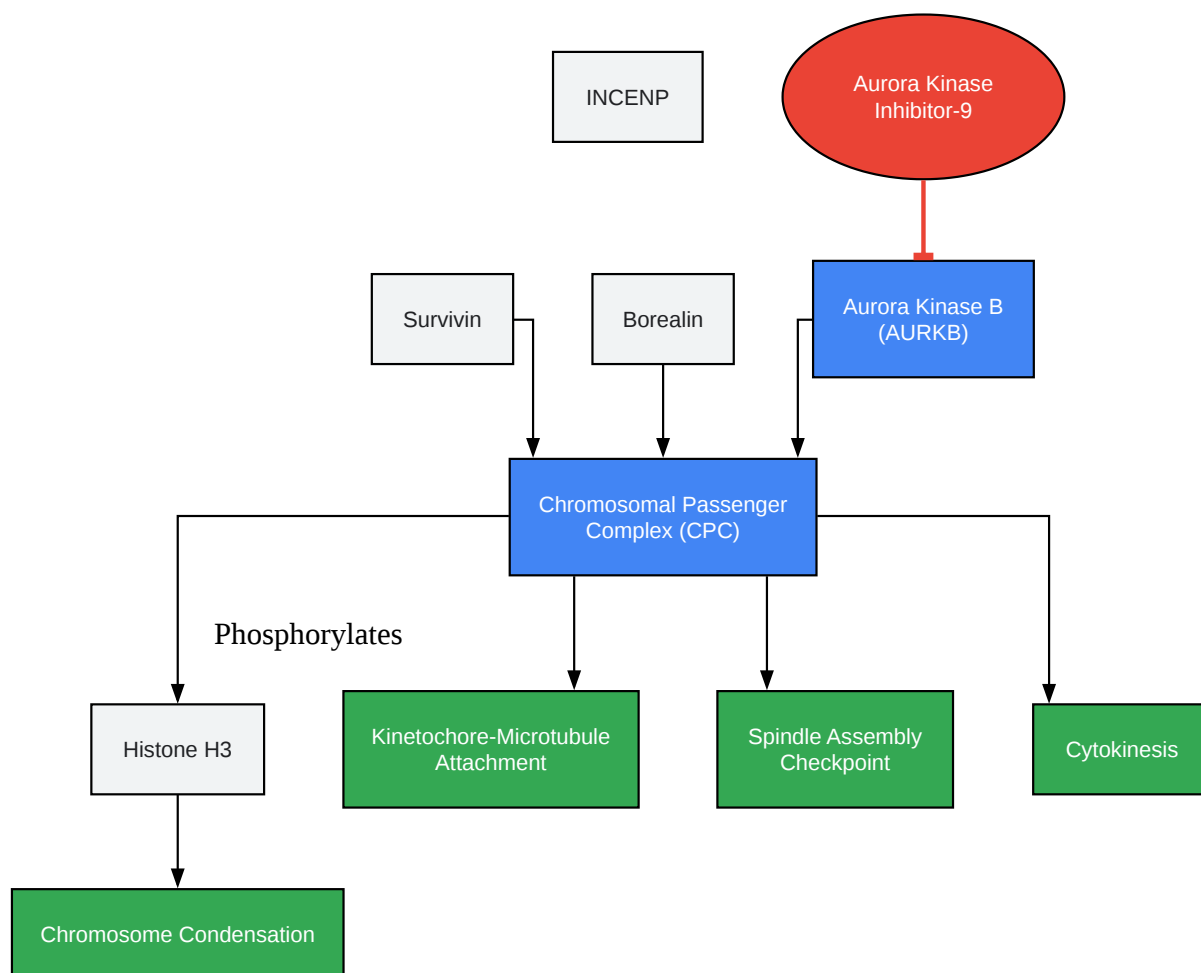 INCENP
Aurora Kinase
Inhibitor-9
Survivin
Borealin
Aurora Kinase B
(AURKB)
Chromosomal Passenger
Complex (CPC)
Phosphorylates
Histone H3
Kinetochore-Microtubule
Attachment
Spindle Assembly
Checkpoint
Cytokinesis
Chromosome Condensation